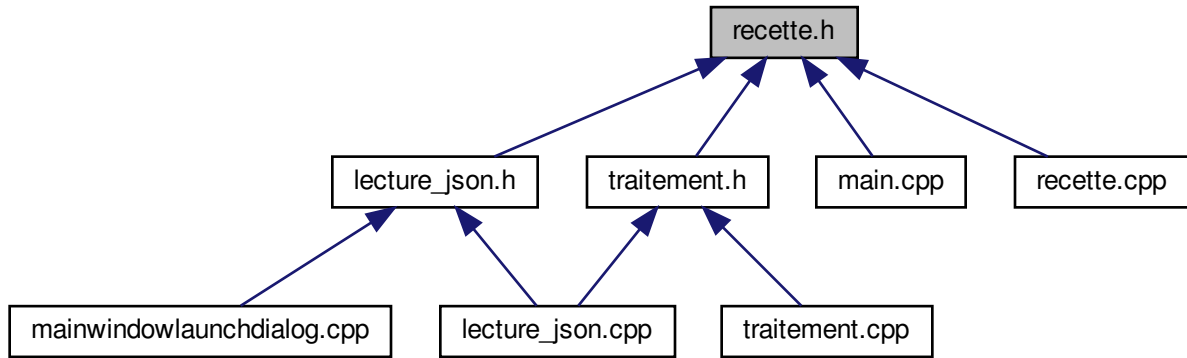 recette.h
lecture_json.h
traitement.h
main.cpp
recette.cpp
mainwindowlaunchdialog.cpp
lecture_json.cpp
traitement.cpp